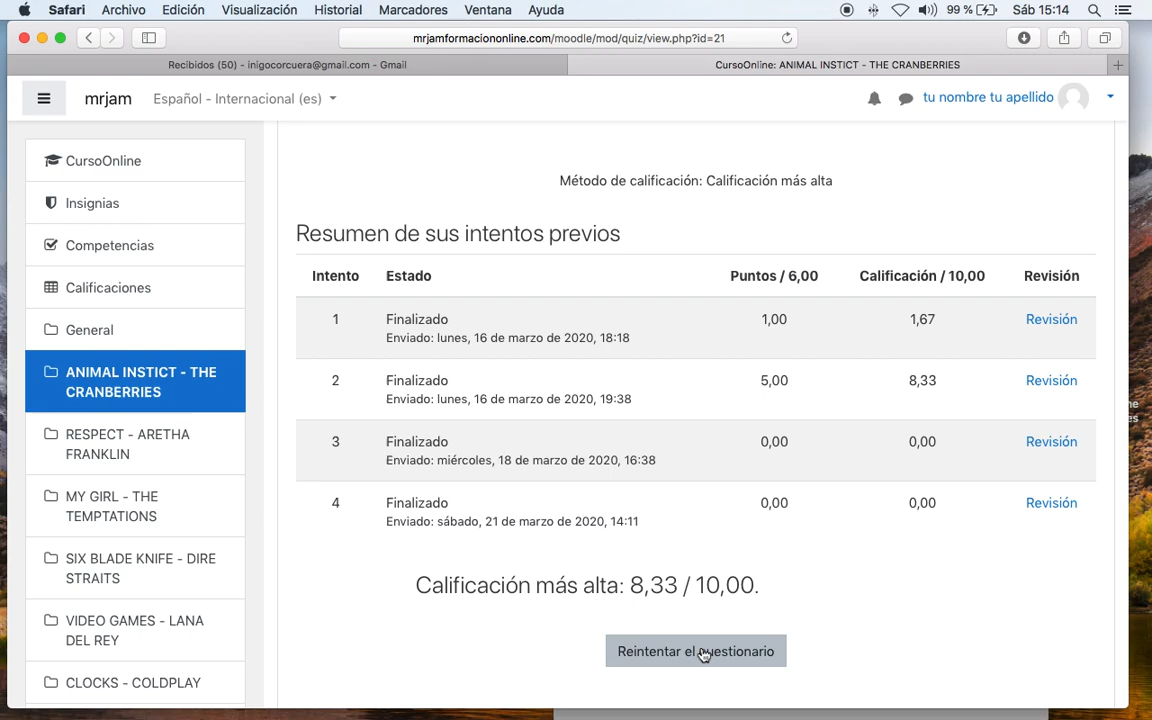 Safari Archivo Edición Visualización Historial Marcadores Ventana Ayuda 99 % Sáb 15:14
mrjamformaciononline.com/moodle/mod/quiz/view.php?id=21
Recibidos (50) - inigocorcuera@gmail.com - Gmail
CursoOnline: ANIMAL INSTICT - THE CRANBERRIES
mrjam
Español - Internacional (es)
tu nombre tu apellido
CursoOnline
Insignias
Competencias
Calificaciones
General
ANIMAL INSTICT - THE
CRANBERRIES
RESPECT - ARETHA
FRANKLIN
MY GIRL - THE
TEMPTATIONS
SIX BLADE KNIFE - DIRE
STRAITS
VIDEO GAMES - LANA
DEL REY
CLOCKS - COLDPLAY
Método de calificación: Calificación más alta
Resumen de sus intentos previos
Intento Estado Puntos / 6,00 Calificación / 10,00 Revisión
1 Finalizado 1,00 1,67 Revisión
Enviado: lunes, 16 de marzo de 2020, 18:18
2 Finalizado 5,00 8,33 Revisión
Enviado: lunes, 16 de marzo de 2020, 19:38
3 Finalizado 0,00 0,00 Revisión
Enviado: miércoles, 18 de marzo de 2020, 16:38
4 Finalizado 0,00 0,00 Revisión
Enviado: sábado, 21 de marzo de 2020, 14:11
Calificación más alta: 8,33 / 10,00.
Reintentar el cuestionario